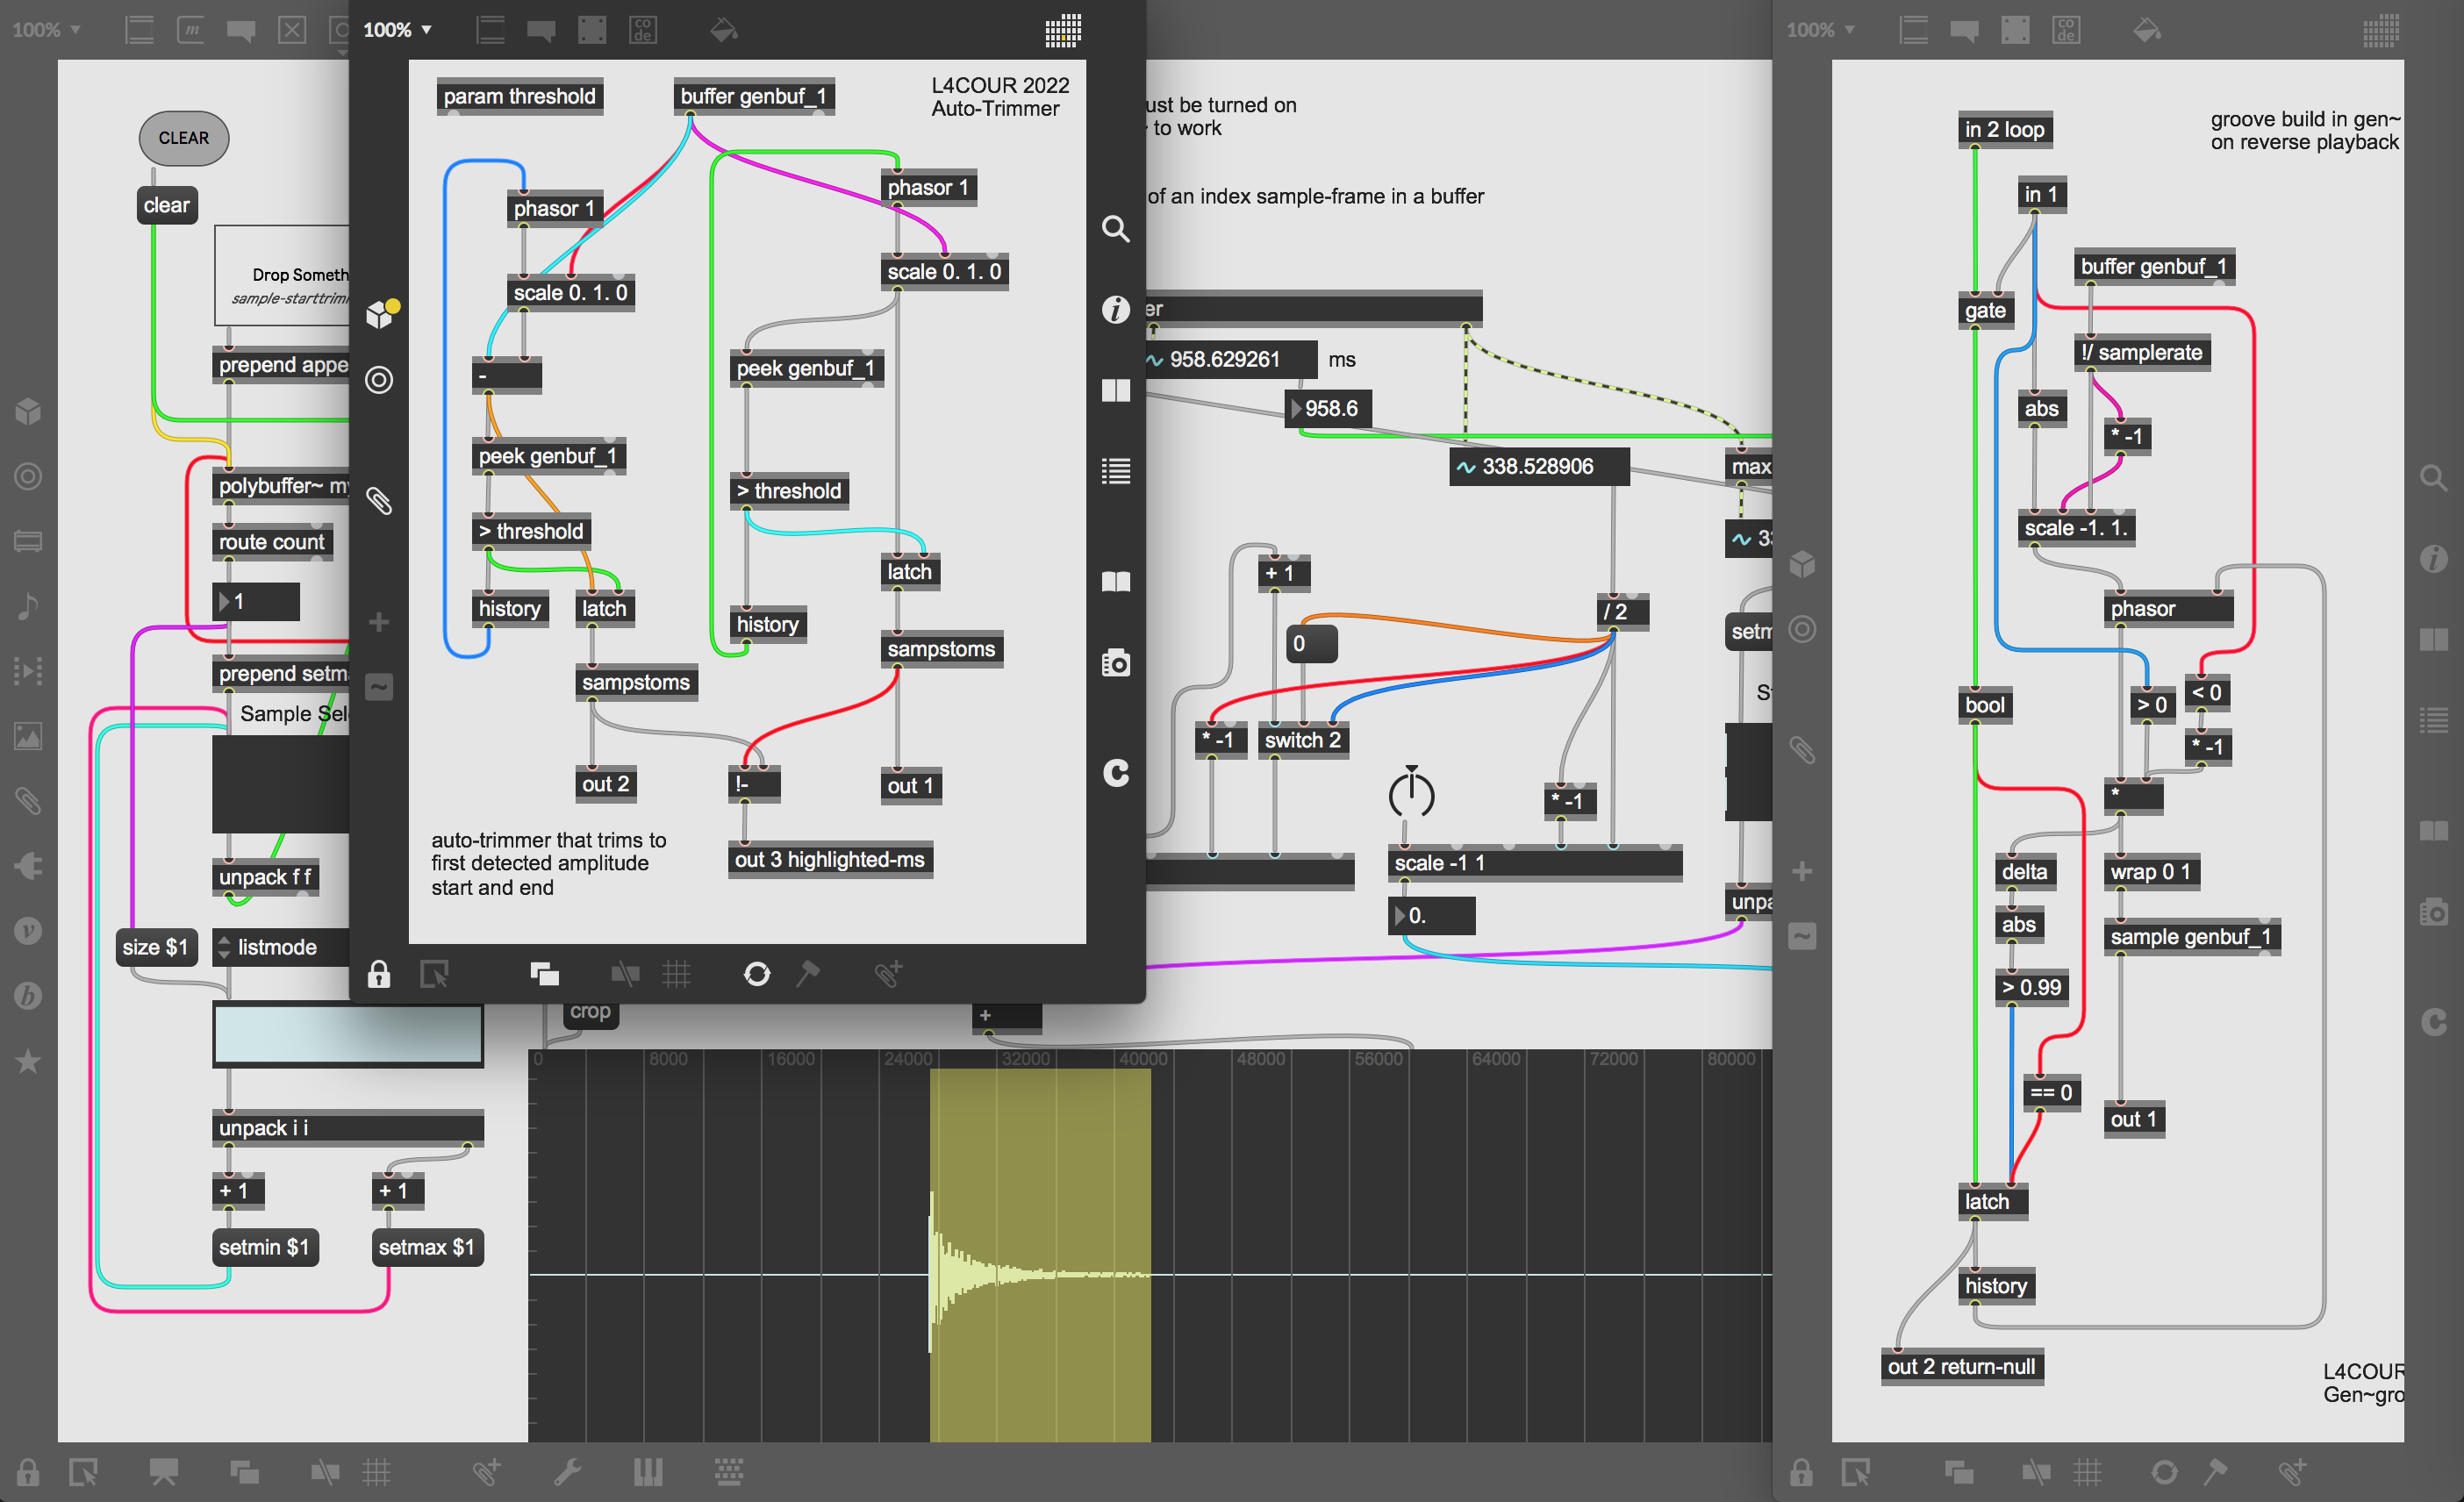 100%
CLEAR
clear
Drop Someth
sample-starttrim
prepend appe
polybuffer~ my
route count
1
prepend setm
Sample Sel
unpack f f
size $1
listmode
unpack i i
+ 1
+ 1
setmin $1
setmax $1
100%
co
de
param threshold
buffer genbuf_1
L4COUR 2022
Auto-Trimmer
phasor 1
phasor 1
scale 0. 1. 0
scale 0. 1. 0
-
peek genbuf_1
peek genbuf_1
> threshold
> threshold
history
latch
latch
history
sampstoms
sampstoms
out 2
!-
out 1
out 3 highlighted-ms
auto-trimmer that trims to
first detected amplitude
start and end
ust be turned on
to work
of an index sample-frame in a buffer
er
958.629261
ms
958.6
338.528906
max
33
+ 1
/ 2
0
setm
* -1
switch 2
* -1
scale -1 1
0.
unpa
crop
+
0
8000
16000
24000
32000
40000
48000
56000
64000
72000
80000
100%
co
de
in 2 loop
groove build in gen~
on reverse playback
in 1
buffer genbuf_1
gate
!/ samplerate
abs
* -1
scale -1. 1.
phasor
bool
> 0
< 0
* -1
*
delta
wrap 0 1
abs
sample genbuf_1
> 0.99
== 0
out 1
latch
history
out 2 return-null
L4COUR
Gen~gro